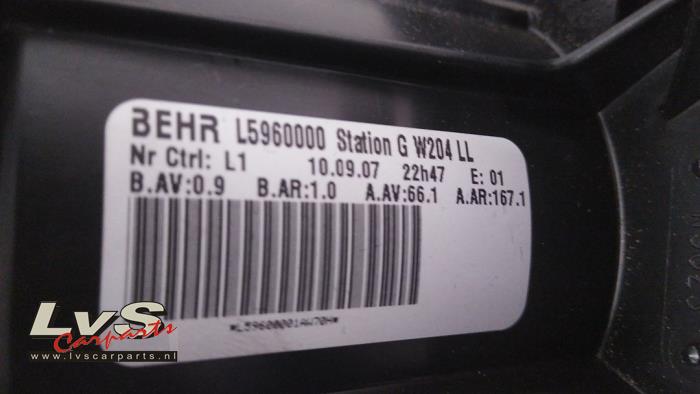 BEHR L5960000 Station G W204 LL
Nr Ctrl: L1 10.09.07 22h47 E: 01
B.AV:0.9 B.AR:1.0 A.AV:66.1 A.AR:167.1
*L59600001AW70H*
LvS
Carparts
www.lvscarparts.nl